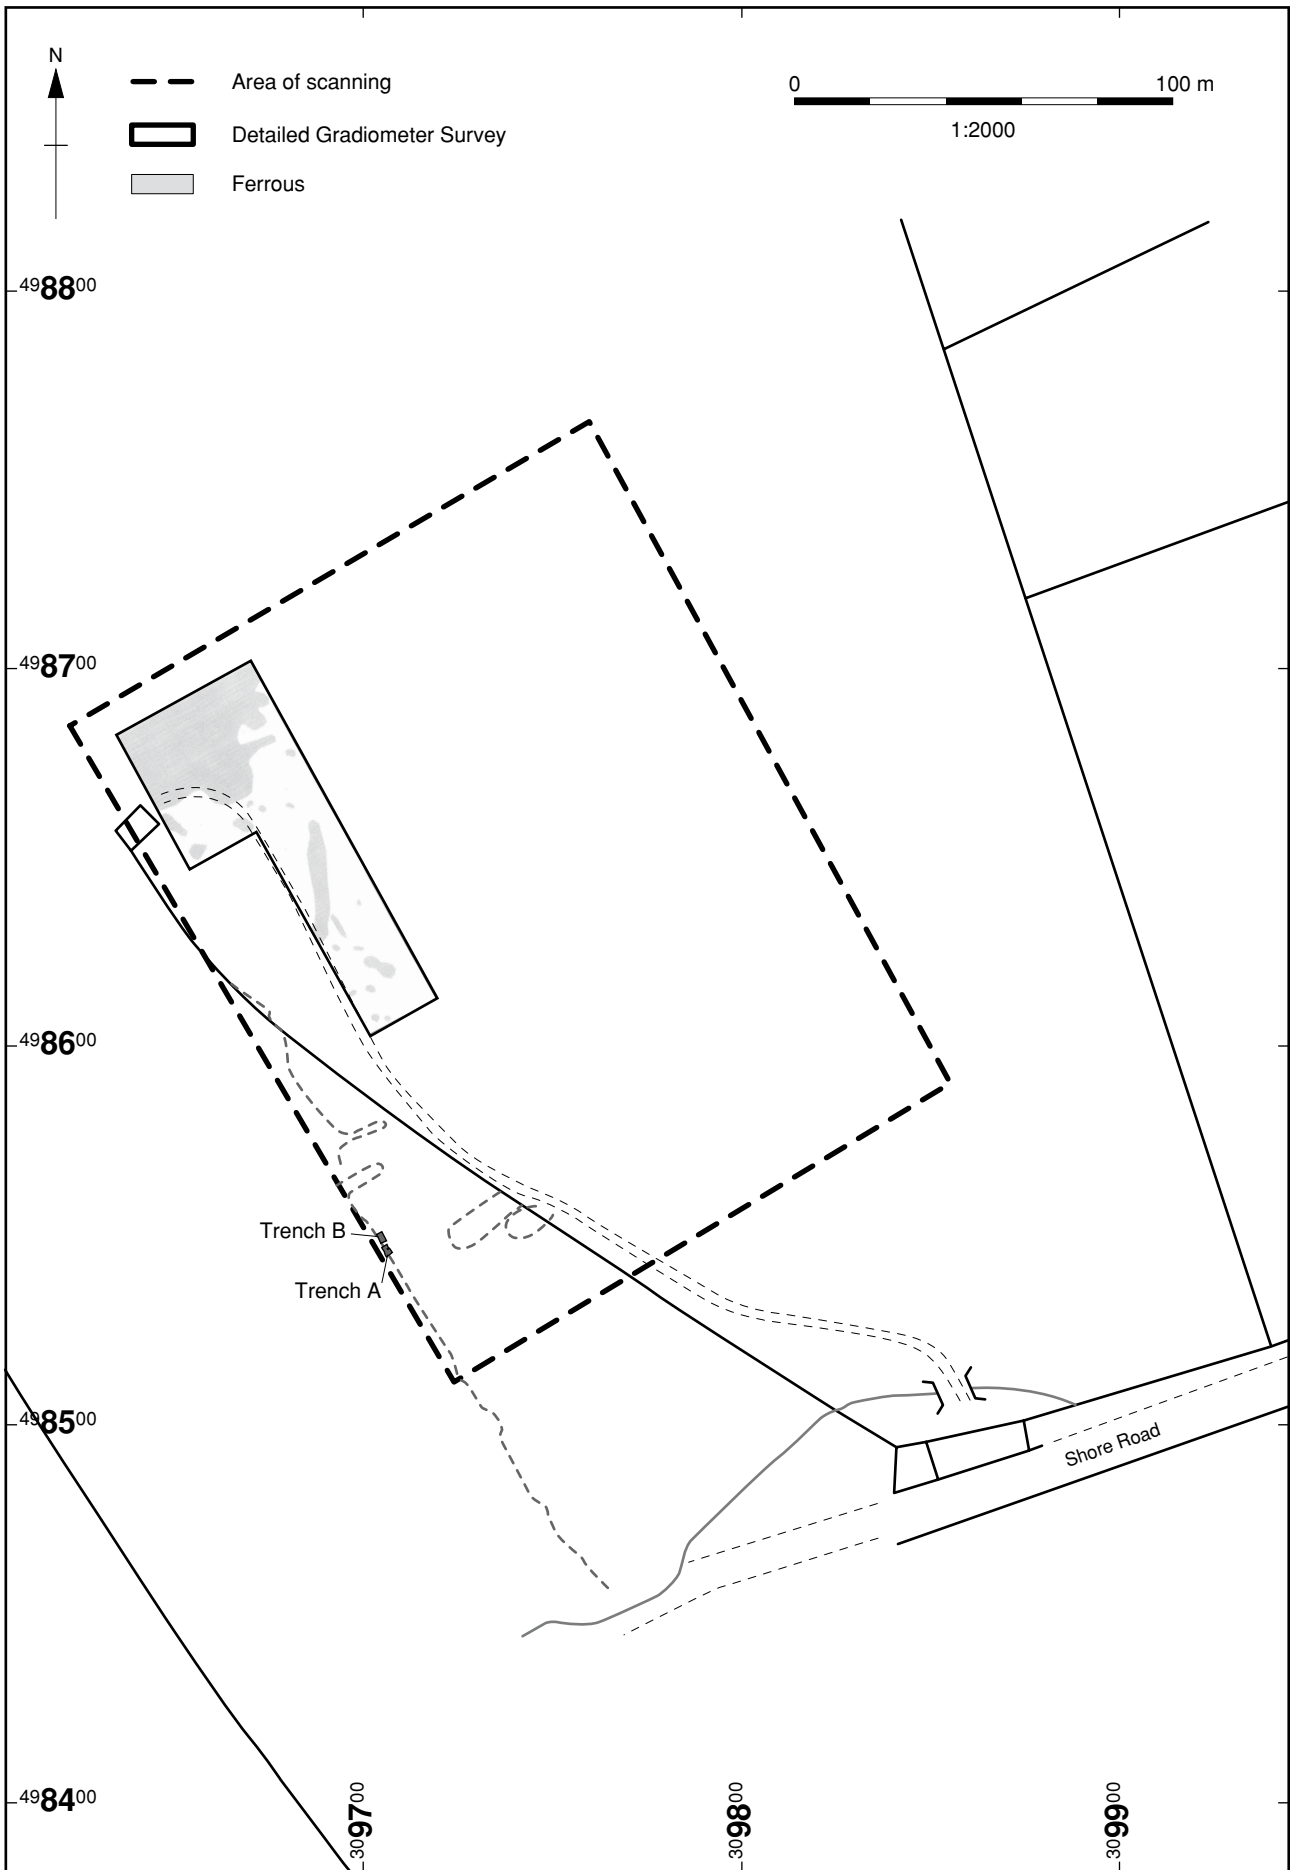 N
Area of scanning
Detailed Gradiometer Survey
Ferrous
0 100 m
1:2000
498800
498700
498600
Trench B
Trench A
498500
Shore Road
498400
309700
309800
309900